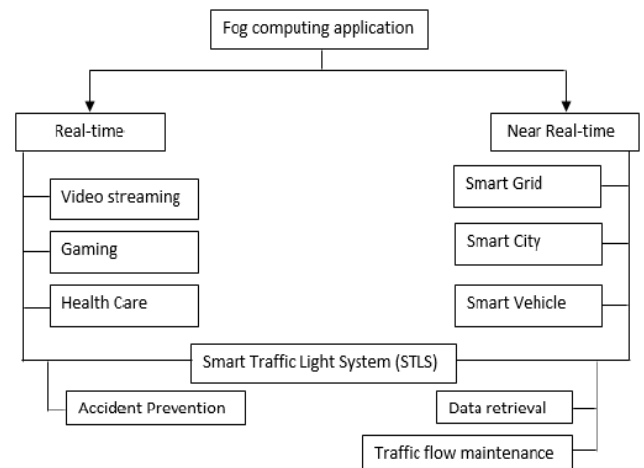 Fog computing application
Real-time
Near Real-time
Video streaming
Smart Grid
Gaming
Smart City
Health Care
Smart Vehicle
Smart Traffic Light System (STLS)
Accident Prevention
Data retrieval
Traffic flow maintenance